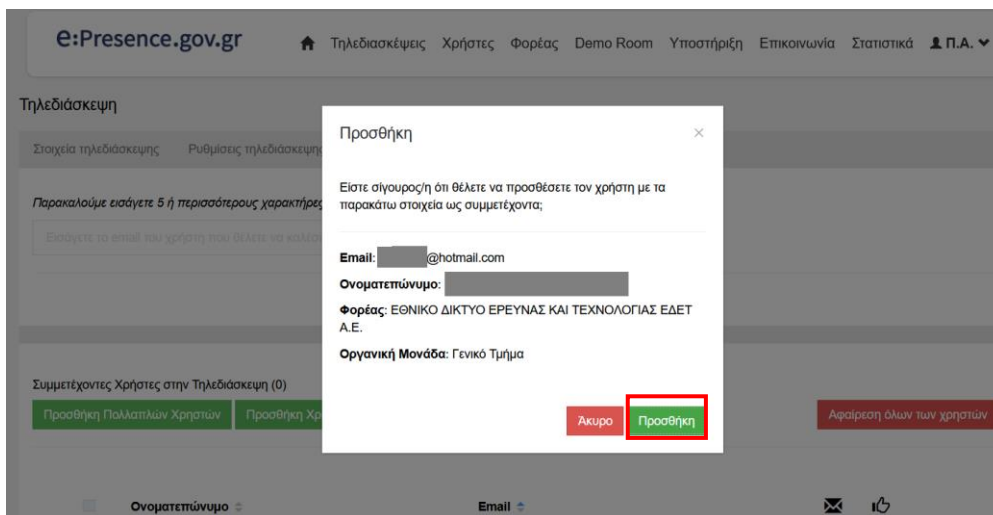 e:Presence.gov.gr Τηλεδιασκέψεις Χρήστες Φορέας Demo Room Υποστήριξη Επικοινωνία Στατιστικά Π.Α.
Τηλεδιάσκεψη
Στοιχεία τηλεδιάσκεψης Ρυθμίσεις τηλεδιάσκεψης
Παρακαλούμε εισάγετε 5 ή περισσότερους χαρακτήρες
Εισάγετε το email του χρήστη που θέλετε να καλέσ
Προσθήκη ×
Είστε σίγουρος/η ότι θέλετε να προσθέσετε τον χρήστη με τα
παρακάτω στοιχεία ως συμμετέχοντα;
Email: @hotmail.com
Ονοματεπώνυμο:
Φορέας: ΕΘΝΙΚΟ ΔΙΚΤΥΟ ΕΡΕΥΝΑΣ ΚΑΙ ΤΕΧΝΟΛΟΓΙΑΣ ΕΔΕΤ
Α.Ε.
Οργανική Μονάδα: Γενικό Τμήμα
Άκυρο Προσθήκη
Συμμετέχοντες Χρήστες στην Τηλεδιάσκεψη (0)
Προσθήκη Πολλαπλών Χρηστών Προσθήκη Χρ Αφαίρεση όλων των χρηστών
Ονοματεπώνυμο Email